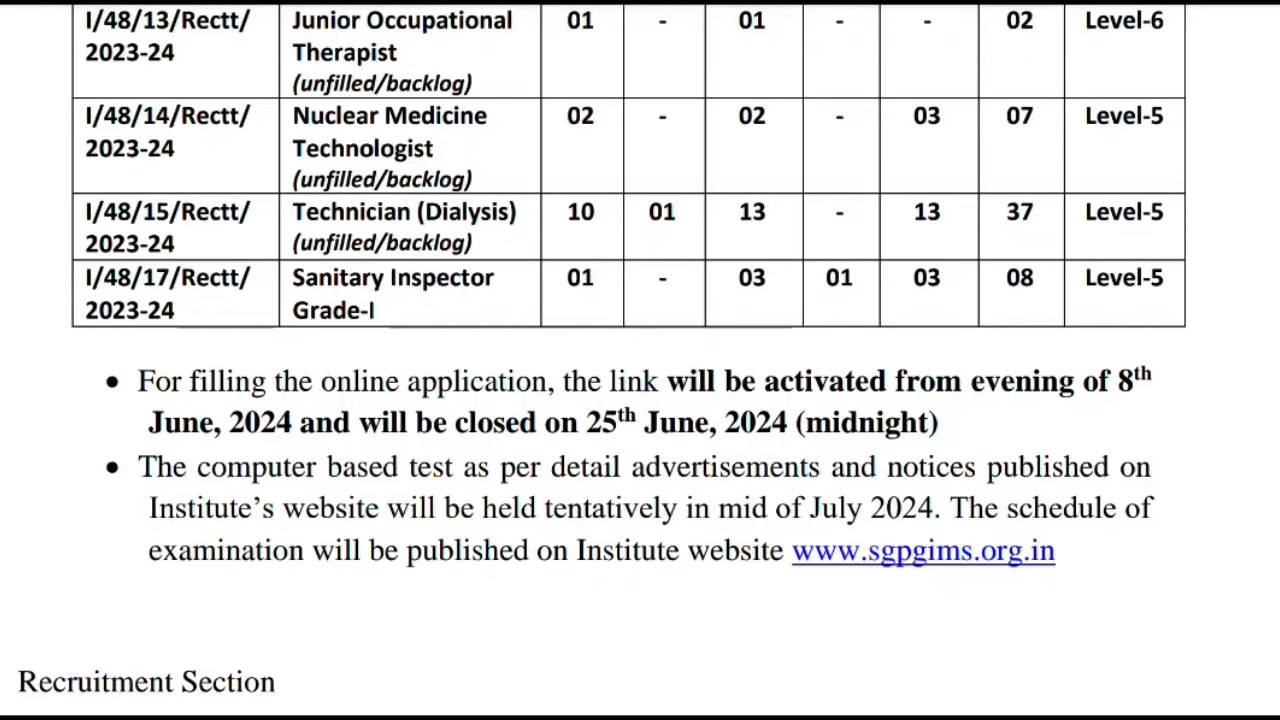 I/48/13/Rectt/ Junior Occupational 01 - 01 - - 02 Level-6
2023-24 Therapist
(unfilled/backlog)
I/48/14/Rectt/ Nuclear Medicine 02 - 02 - 03 07 Level-5
2023-24 Technologist
(unfilled/backlog)
I/48/15/Rectt/ Technician (Dialysis) 10 01 13 - 13 37 Level-5
2023-24 (unfilled/backlog)
I/48/17/Rectt/ Sanitary Inspector 01 - 03 01 03 08 Level-5
2023-24 Grade-I
• For filling the online application, the link will be activated from evening of 8th
June, 2024 and will be closed on 25th June, 2024 (midnight)
• The computer based test as per detail advertisements and notices published on
Institute’s website will be held tentatively in mid of July 2024. The schedule of
examination will be published on Institute website www.sgpgims.org.in
Recruitment Section